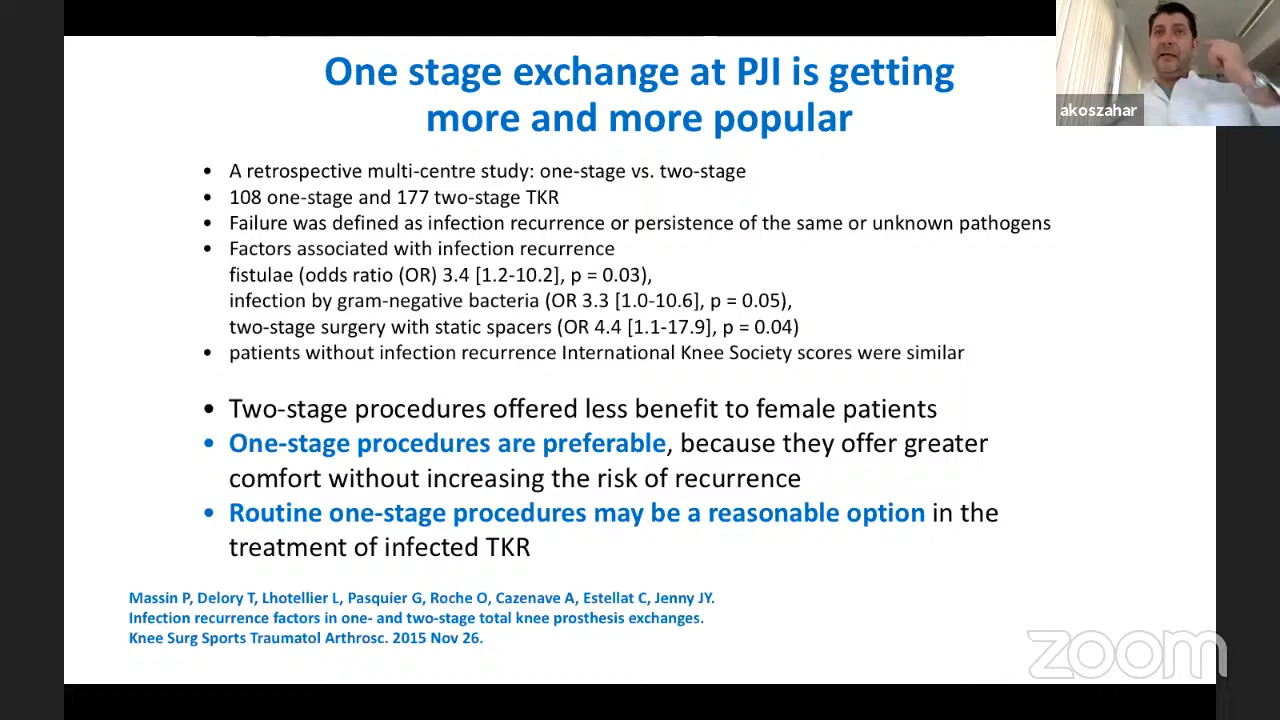 One stage exchange at PJI is getting
more and more popular
akoszahar
• A retrospective multi-centre study: one-stage vs. two-stage
• 108 one-stage and 177 two-stage TKR
• Failure was defined as infection recurrence or persistence of the same or unknown pathogens
• Factors associated with infection recurrence
fistulae (odds ratio (OR) 3.4 [1.2-10.2], p = 0.03),
infection by gram-negative bacteria (OR 3.3 [1.0-10.6], p = 0.05),
two-stage surgery with static spacers (OR 4.4 [1.1-17.9], p = 0.04)
• patients without infection recurrence International Knee Society scores were similar
• Two-stage procedures offered less benefit to female patients
• One-stage procedures are preferable, because they offer greater
comfort without increasing the risk of recurrence
• Routine one-stage procedures may be a reasonable option in the
treatment of infected TKR
Massin P, Delory T, Lhotellier L, Pasquier G, Roche O, Cazenave A, Estellat C, Jenny JY.
Infection recurrence factors in one- and two-stage total knee prosthesis exchanges.
Knee Surg Sports Traumatol Arthrosc. 2015 Nov 26.
zoom